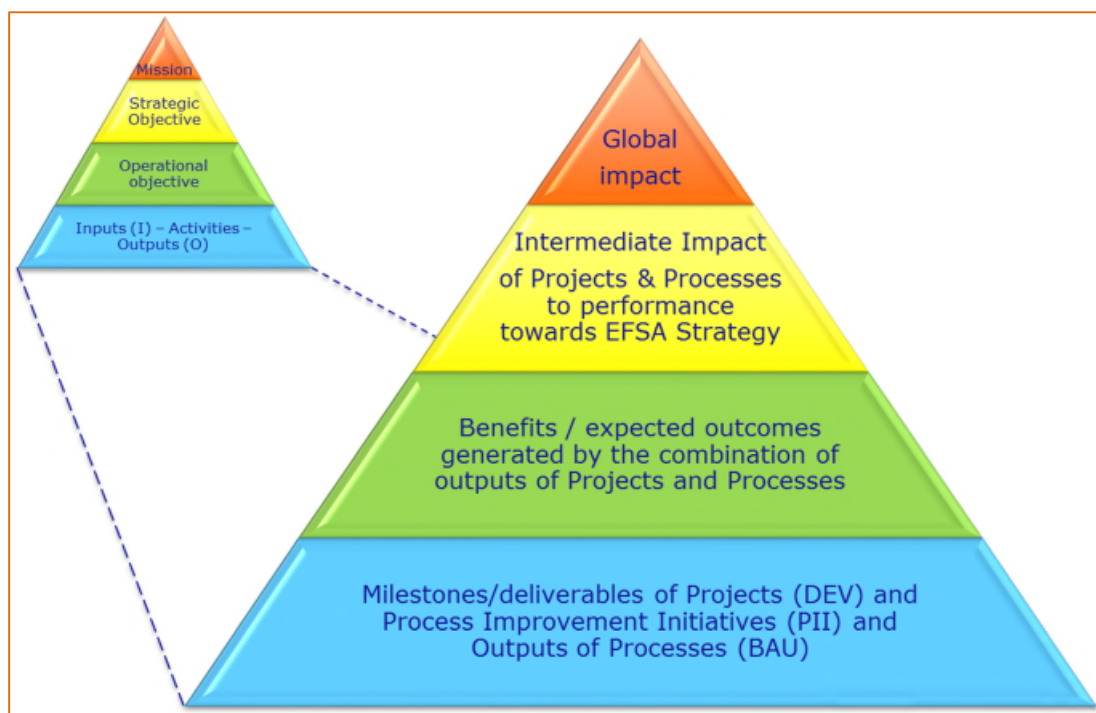 Mission
Strategic
Objective
Operational
objective
Inputs (I) – Activities –
Outputs (O)
Global
impact
Intermediate Impact
of Projects & Processes
to performance
towards EFSA Strategy
Benefits / expected outcomes
generated by the combination of
outputs of Projects and Processes
Milestones/deliverables of Projects (DEV) and
Process Improvement Initiatives (PII) and
Outputs of Processes (BAU)